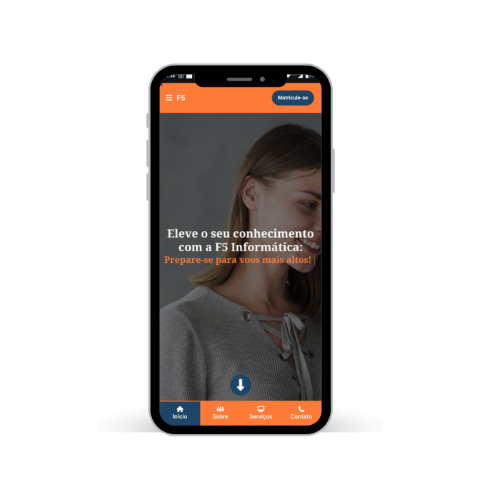 F5
Matricule-se
Eleve o seu conhecimento
com a F5 Informática:
Prepare-se para voos mais altos!
Início
Sobre
Serviços
Contato